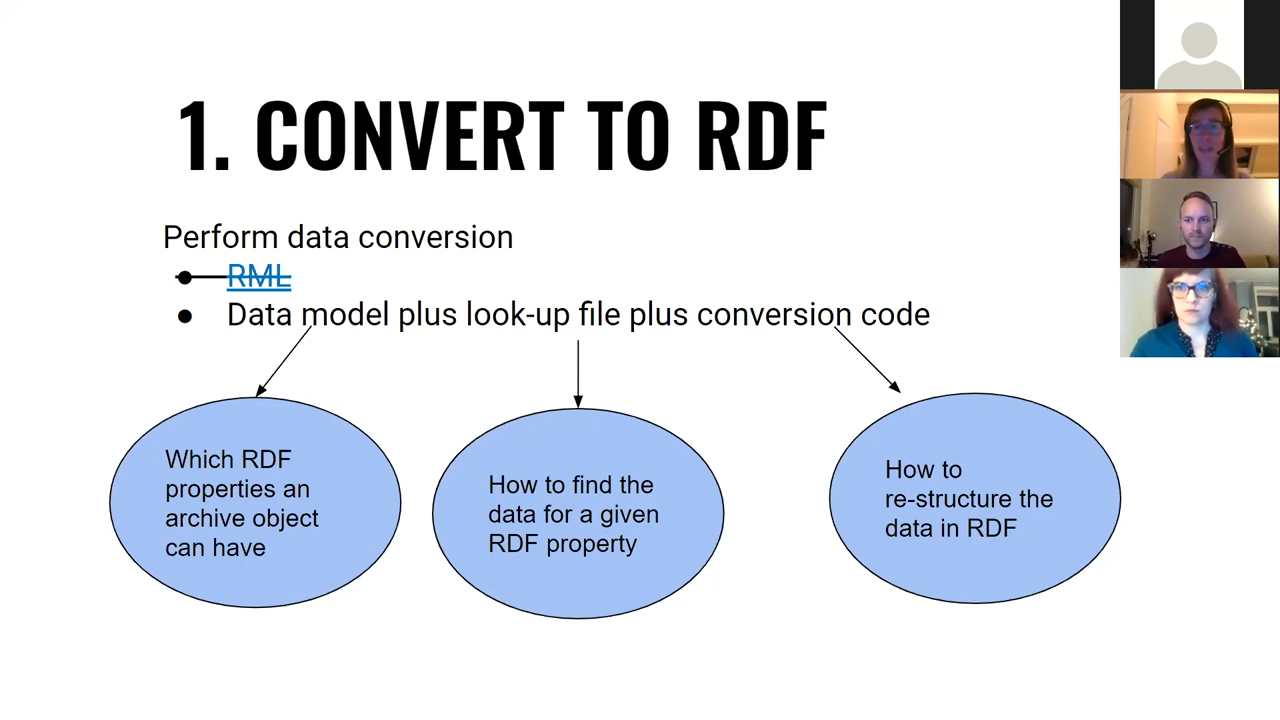 1. CONVERT TO RDF
Perform data conversion
● RML
● Data model plus look-up file plus conversion code
Which RDF
properties an
archive object
can have
How to find the
data for a given
RDF property
How to
re-structure the
data in RDF